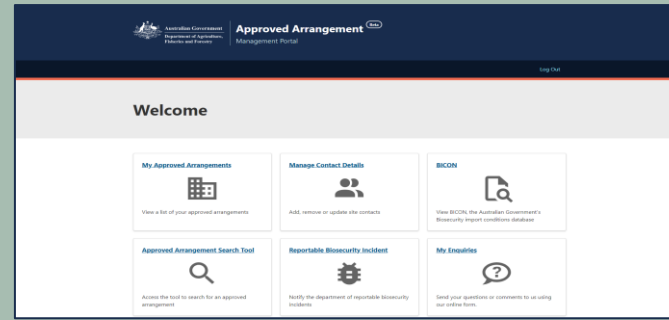 Australian Government
Department of Agriculture,
Fisheries and Forestry
Approved Arrangement Beta
Management Portal
Log Out
Welcome
My Approved Arrangements
View a list of your approved arrangements
Manage Contact Details
Add, remove or update site contacts
BICON
View BICON, the Australian Government's
Biosecurity import conditions database
Approved Arrangement Search Tool
Access the tool to search for an approved
arrangement
Reportable Biosecurity Incident
Notify the department of reportable biosecurity
incidents
My Enquiries
?
Send your questions or comments to us using
our online form.